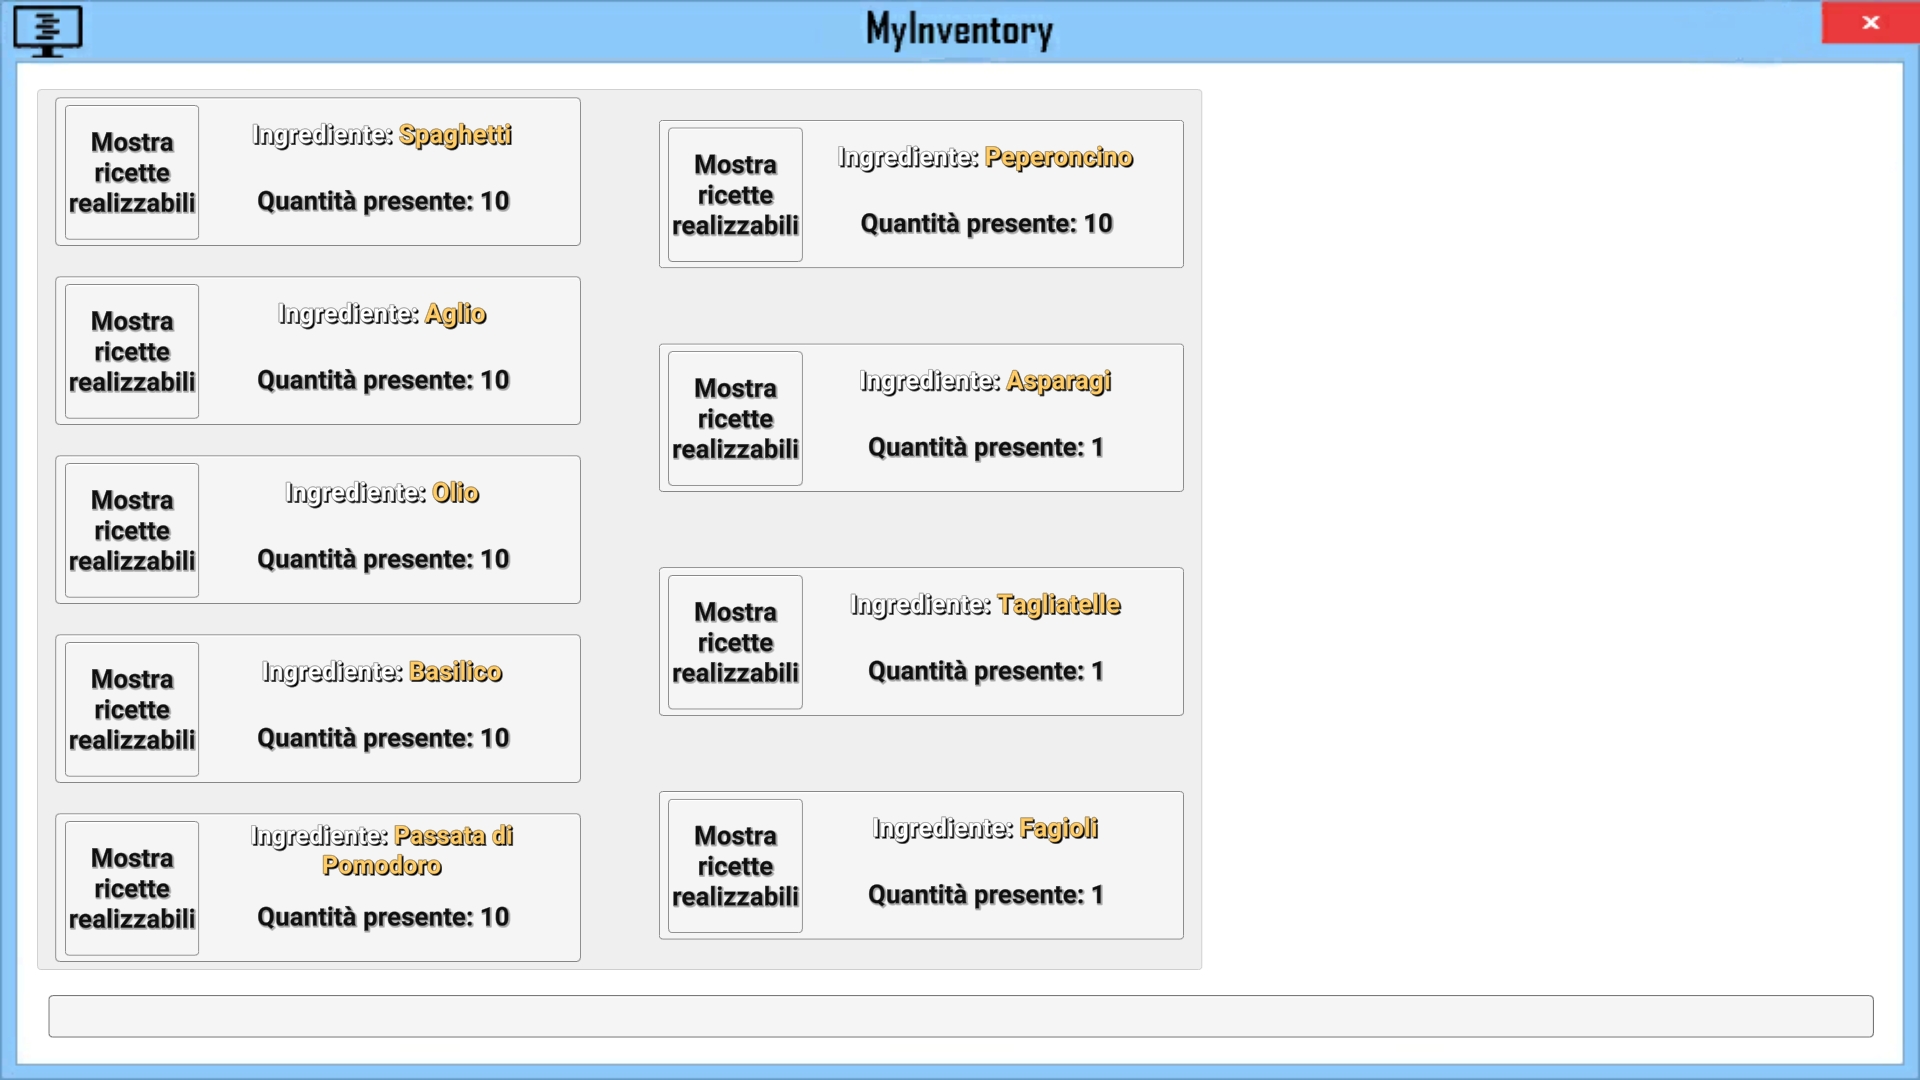 MyInventory
Mostra
ricette
realizzabili
Ingrediente: Spaghetti
Quantità presente: 10
Mostra
ricette
realizzabili
Ingrediente: Aglio
Quantità presente: 10
Mostra
ricette
realizzabili
Ingrediente: Olio
Quantità presente: 10
Mostra
ricette
realizzabili
Ingrediente: Basilico
Quantità presente: 10
Mostra
ricette
realizzabili
Ingrediente: Passata di
Pomodoro
Quantità presente: 10
Mostra
ricette
realizzabili
Ingrediente: Peperoncino
Quantità presente: 10
Mostra
ricette
realizzabili
Ingrediente: Asparagi
Quantità presente: 1
Mostra
ricette
realizzabili
Ingrediente: Tagliatelle
Quantità presente: 1
Mostra
ricette
realizzabili
Ingrediente: Fagioli
Quantità presente: 1